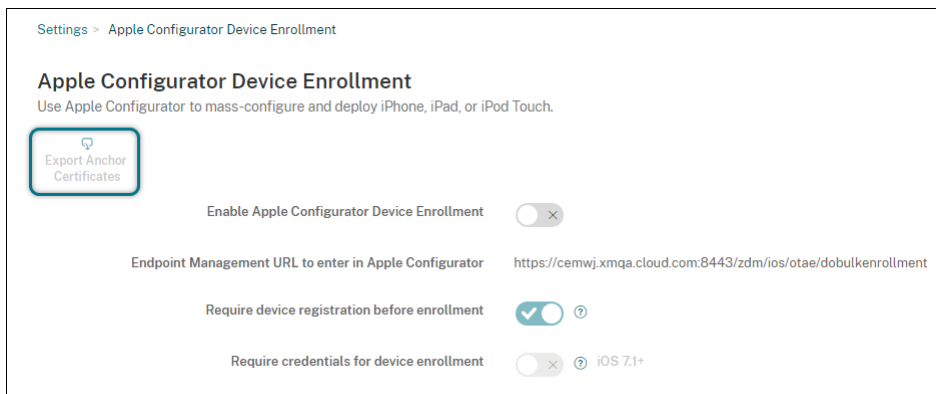 Settings > Apple Configurator Device Enrollment
Apple Configurator Device Enrollment
Use Apple Configurator to mass-configure and deploy iPhone, iPad, or iPod Touch.
Export Anchor
Certificates
Enable Apple Configurator Device Enrollment
Endpoint Management URL to enter in Apple Configurator https://cemwj.xmqa.cloud.com:8443/zdm/ios/otae/dobulkenrollment
Require device registration before enrollment ?
Require credentials for device enrollment ? iOS 7.1+